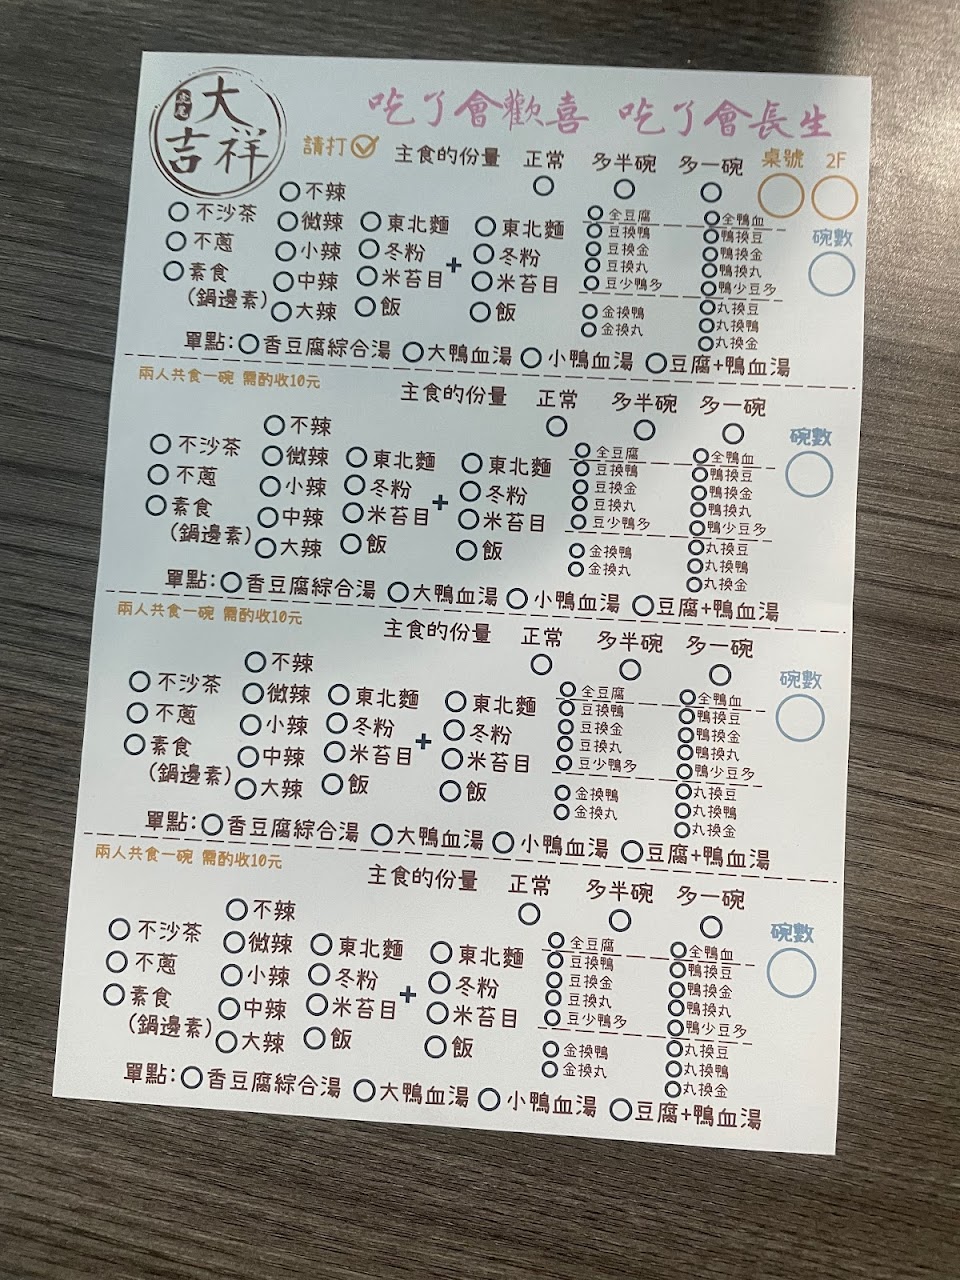 虎尾
大
吉祥
吃了會歡喜 吃了會長生
請打 主食的份量 正常 多半碗 多一碗 桌號 2F
不沙茶
不蔥
素食
(鍋邊素)
不辣
微辣
小辣
中辣
大辣
東北麵
冬粉
米苔目
飯
+
東北麵
冬粉
米苔目
飯
全豆腐
豆換鴨
豆換金
豆換丸
豆少鴨多
金換鴨
金換丸
全鴨血
鴨換豆
鴨換金
鴨換丸
鴨少豆多
丸換豆
丸換鴨
丸換金
碗數
單點:香豆腐綜合湯 大鴨血湯 小鴨血湯 豆腐+鴨血湯
兩人共食一碗 需酌收10元
主食的份量 正常 多半碗 多一碗
不沙茶
不蔥
素食
(鍋邊素)
不辣
微辣
小辣
中辣
大辣
東北麵
冬粉
米苔目
飯
+
東北麵
冬粉
米苔目
飯
全豆腐
豆換鴨
豆換金
豆換丸
豆少鴨多
金換鴨
金換丸
全鴨血
鴨換豆
鴨換金
鴨換丸
鴨少豆多
丸換豆
丸換鴨
丸換金
碗數
單點:香豆腐綜合湯 大鴨血湯 小鴨血湯 豆腐+鴨血湯
兩人共食一碗 需酌收10元
主食的份量 正常 多半碗 多一碗
不沙茶
不蔥
素食
(鍋邊素)
不辣
微辣
小辣
中辣
大辣
東北麵
冬粉
米苔目
飯
+
東北麵
冬粉
米苔目
飯
全豆腐
豆換鴨
豆換金
豆換丸
豆少鴨多
金換鴨
金換丸
全鴨血
鴨換豆
鴨換金
鴨換丸
鴨少豆多
丸換豆
丸換鴨
丸換金
碗數
單點:香豆腐綜合湯 大鴨血湯 小鴨血湯 豆腐+鴨血湯
兩人共食一碗 需酌收10元
主食的份量 正常 多半碗 多一碗
不沙茶
不蔥
素食
(鍋邊素)
不辣
微辣
小辣
中辣
大辣
東北麵
冬粉
米苔目
飯
+
東北麵
冬粉
米苔目
飯
全豆腐
豆換鴨
豆換金
豆換丸
豆少鴨多
金換鴨
金換丸
全鴨血
鴨換豆
鴨換金
鴨換丸
鴨少豆多
丸換豆
丸換鴨
丸換金
碗數
單點:香豆腐綜合湯 大鴨血湯 小鴨血湯 豆腐+鴨血湯